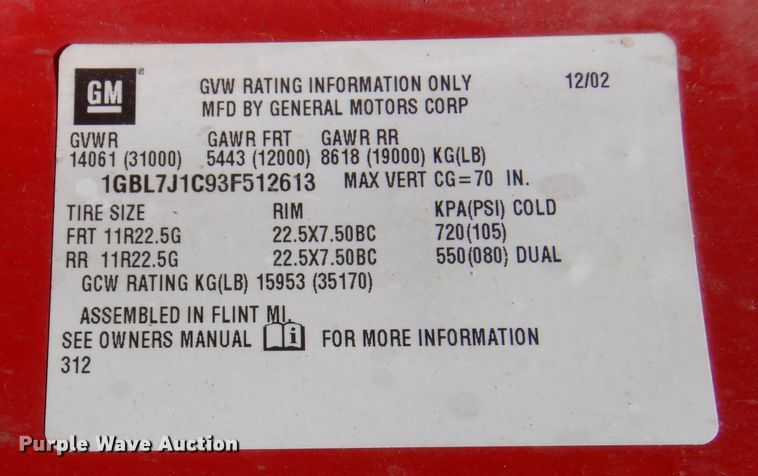 GM
GVW RATING INFORMATION ONLY 12/02
MFD BY GENERAL MOTORS CORP
GVWR GAWR FRT GAWR RR
14061 (31000) 5443 (12000) 8618 (19000) KG(LB)
1GBL7J1C93F512613 MAX VERT CG=70 IN.
TIRE SIZE RIM KPA(PSI) COLD
FRT 11R22.5G 22.5X7.50BC 720(105)
RR 11R22.5G 22.5X7.50BC 550(080) DUAL
GCW RATING KG(LB) 15953 (35170)
ASSEMBLED IN FLINT MI.
SEE OWNERS MANUAL i FOR MORE INFORMATION
312
Purple Wave Auction